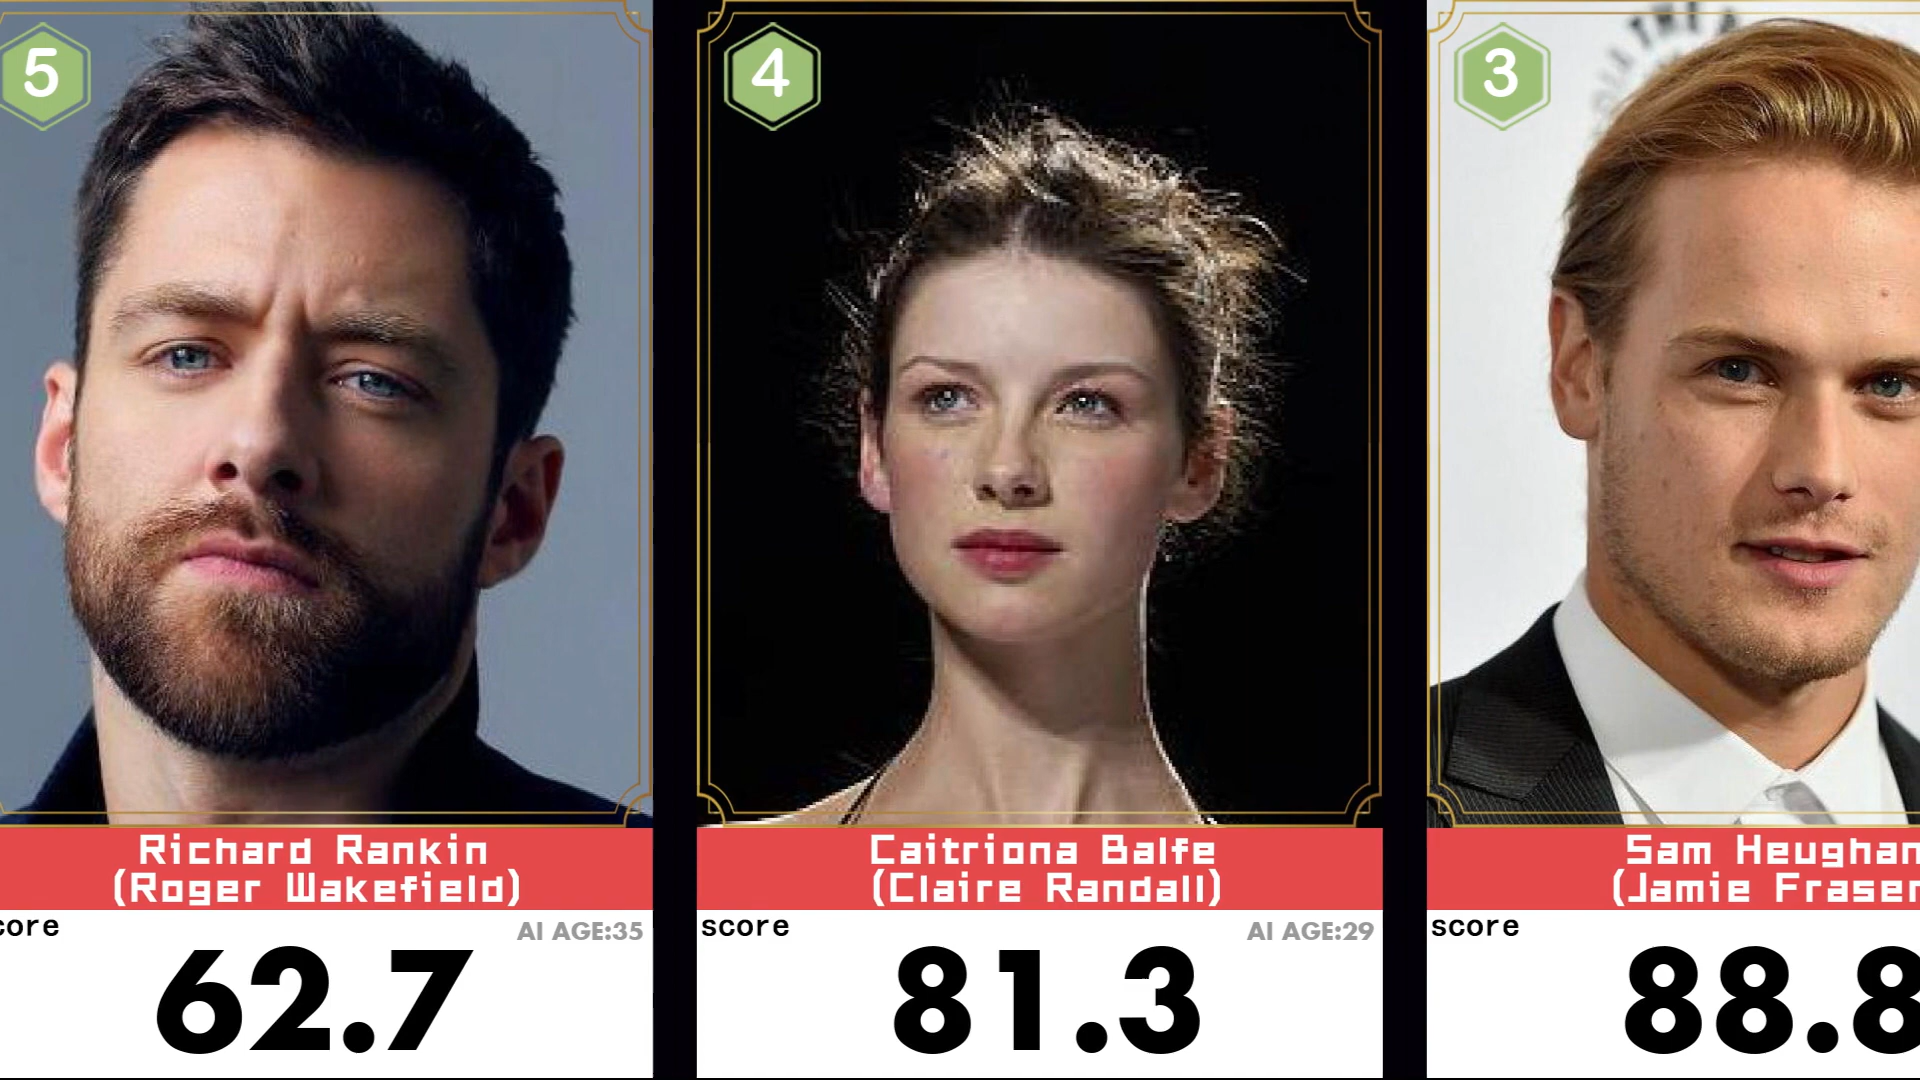 5
Richard Rankin
(Roger Wakefield)
core
AI AGE:35
62.7
4
Caitriona Balfe
(Claire Randall)
score
AI AGE:29
81.3
3
Sam Heughan
(Jamie Fraser
score
88.8